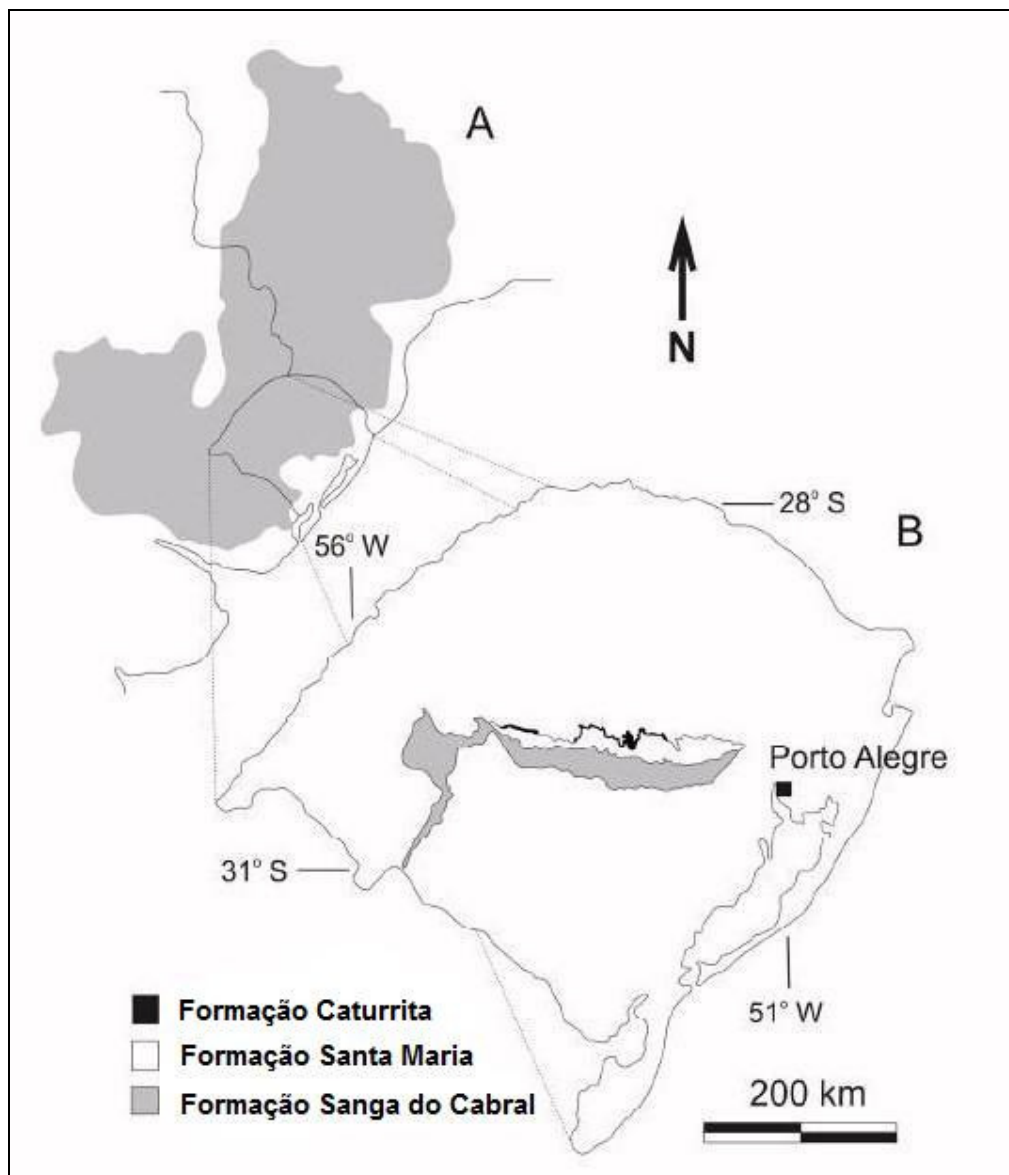 A
N
28° S
B
56° W
Porto Alegre
31° S
51° W
Formação Caturrita
Formação Santa Maria
Formação Sanga do Cabral
200 km